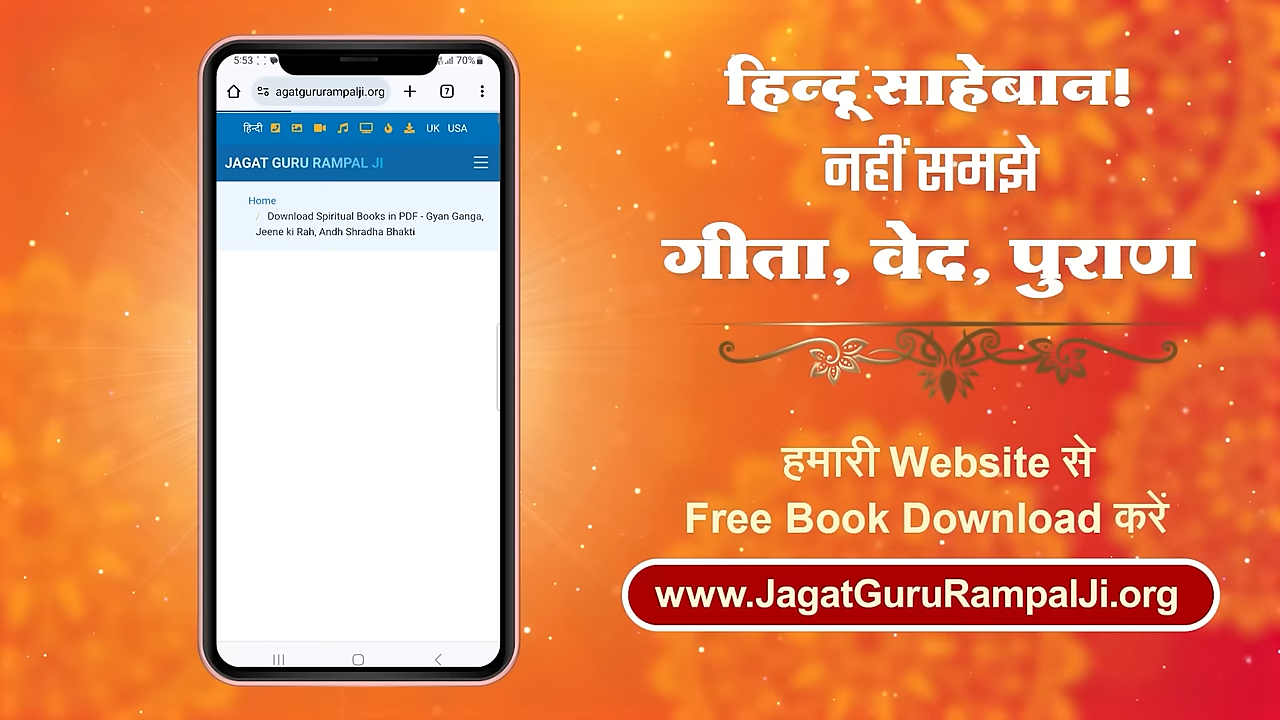 5:53
70%
agatgururampalji.org
7
हिन्दी
UK USA
JAGAT GURU RAMPAL JI
Home
/ Download Spiritual Books in PDF - Gyan Ganga,
Jeene ki Rah, Andh Shradha Bhakti
हिन्दू साहेबान!
नहीं समझे
गीता, वेद, पुराण
हमारी Website से
Free Book Download करें
www.JagatGuruRampalJi.org